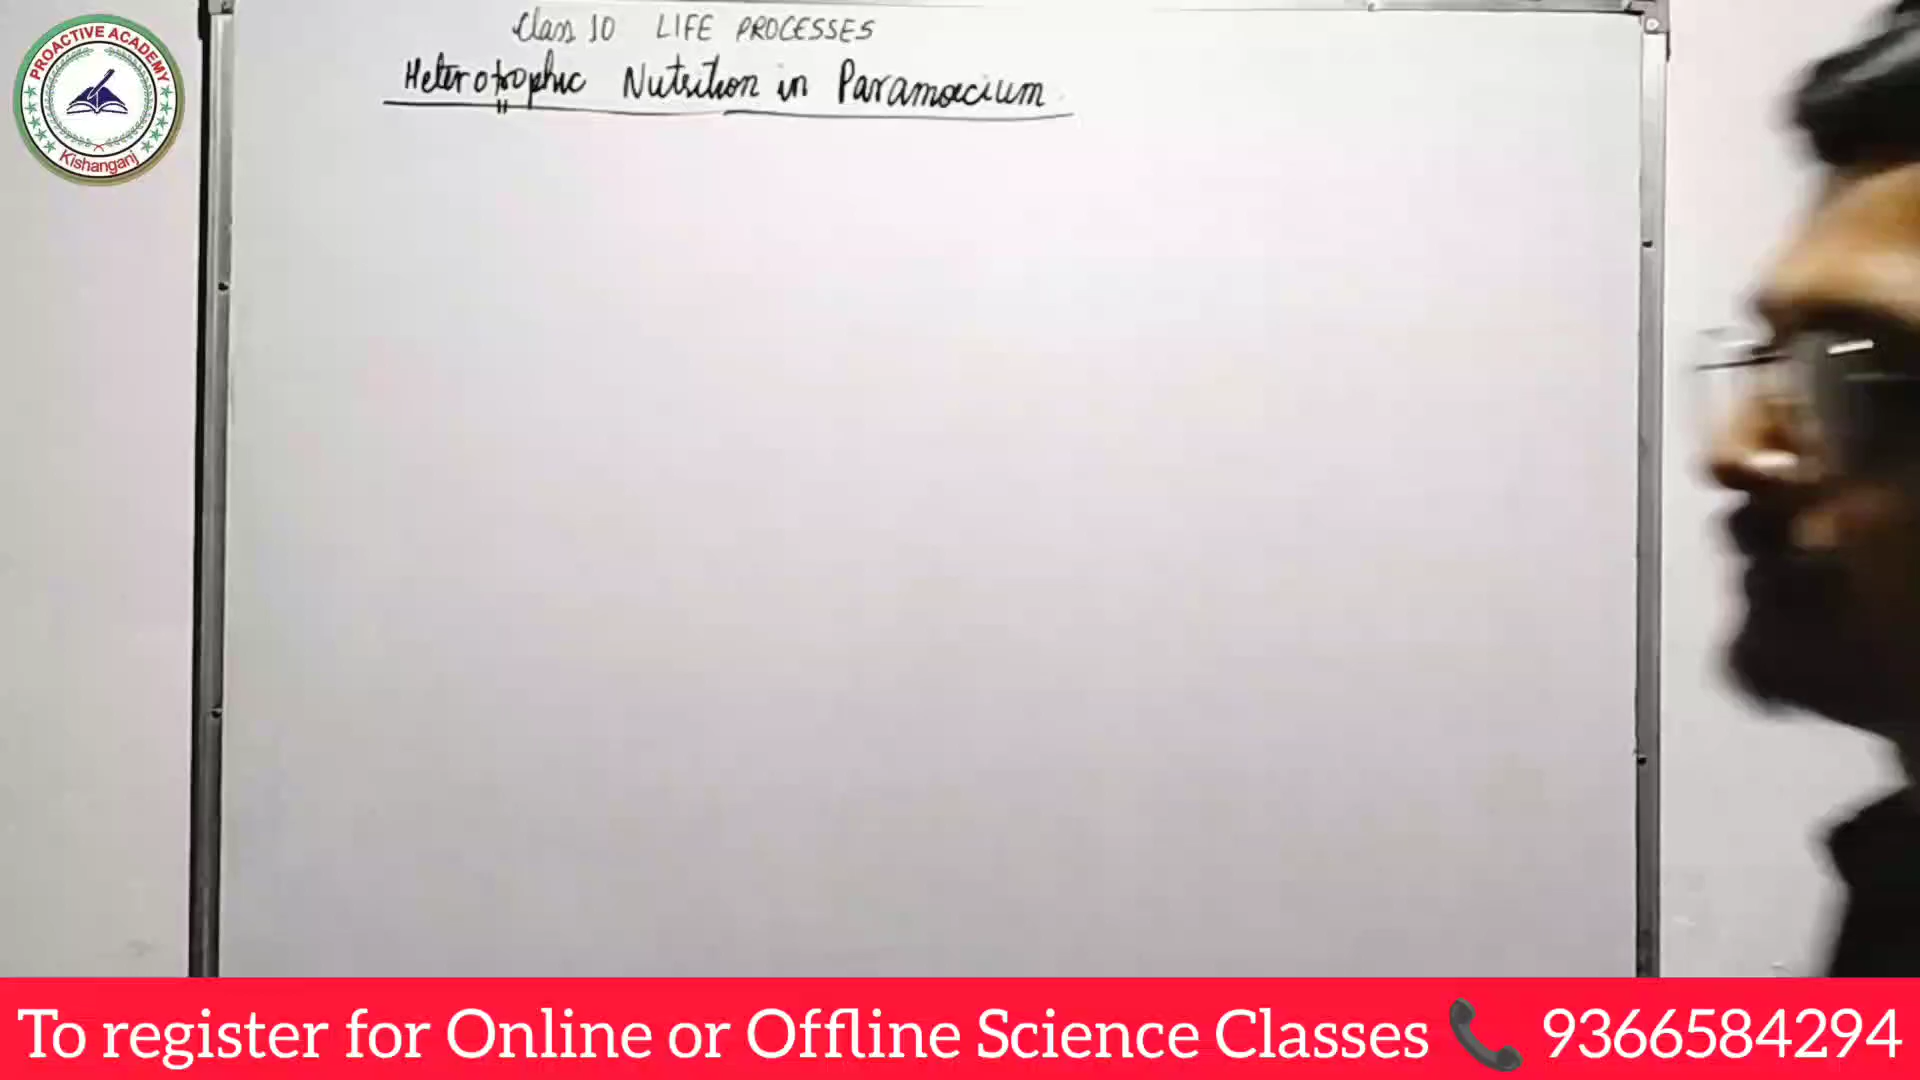 PROACTIVE ACADEMY
Kishanganj
Class 10 LIFE PROCESSES
Heterotrophic Nutrition in Paramoecium
To register for Online or Offline Science Classes 9366584294